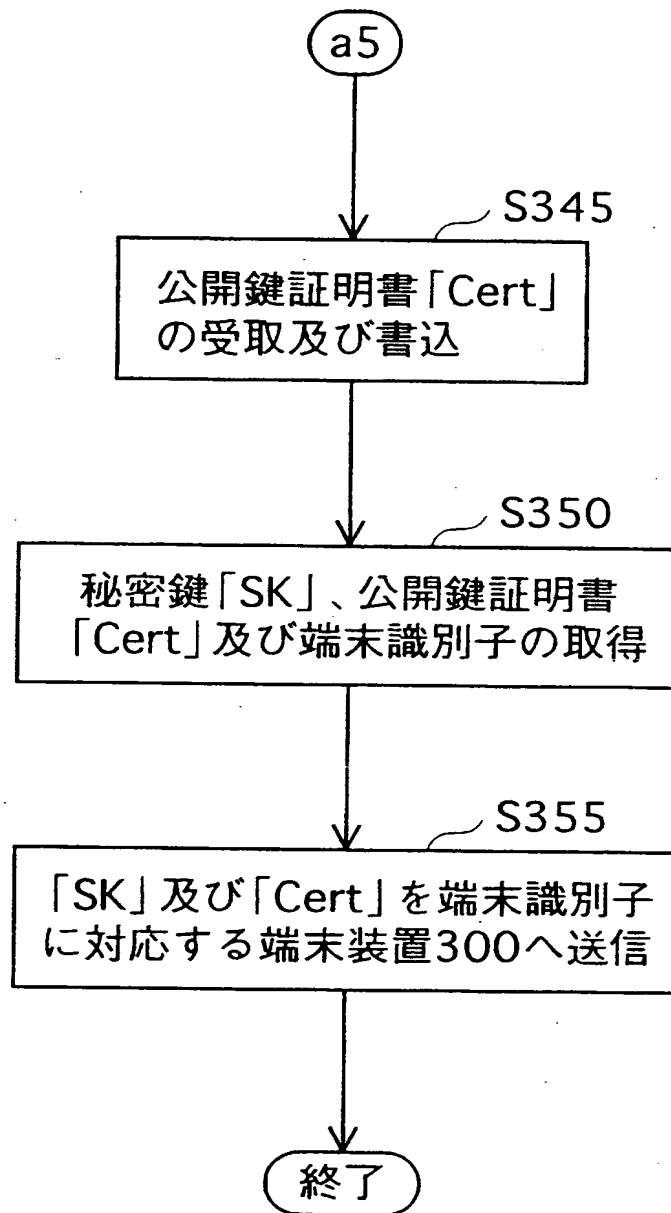 a5
S345
公開鍵証明書「Cert」
の受取及び書込
S350
秘密鍵「SK」、公開鍵証明書
「Cert」及び端末識別子の取得
S355
「SK」及び「Cert」を端末識別子
に対応する端末装置300へ送信
終了